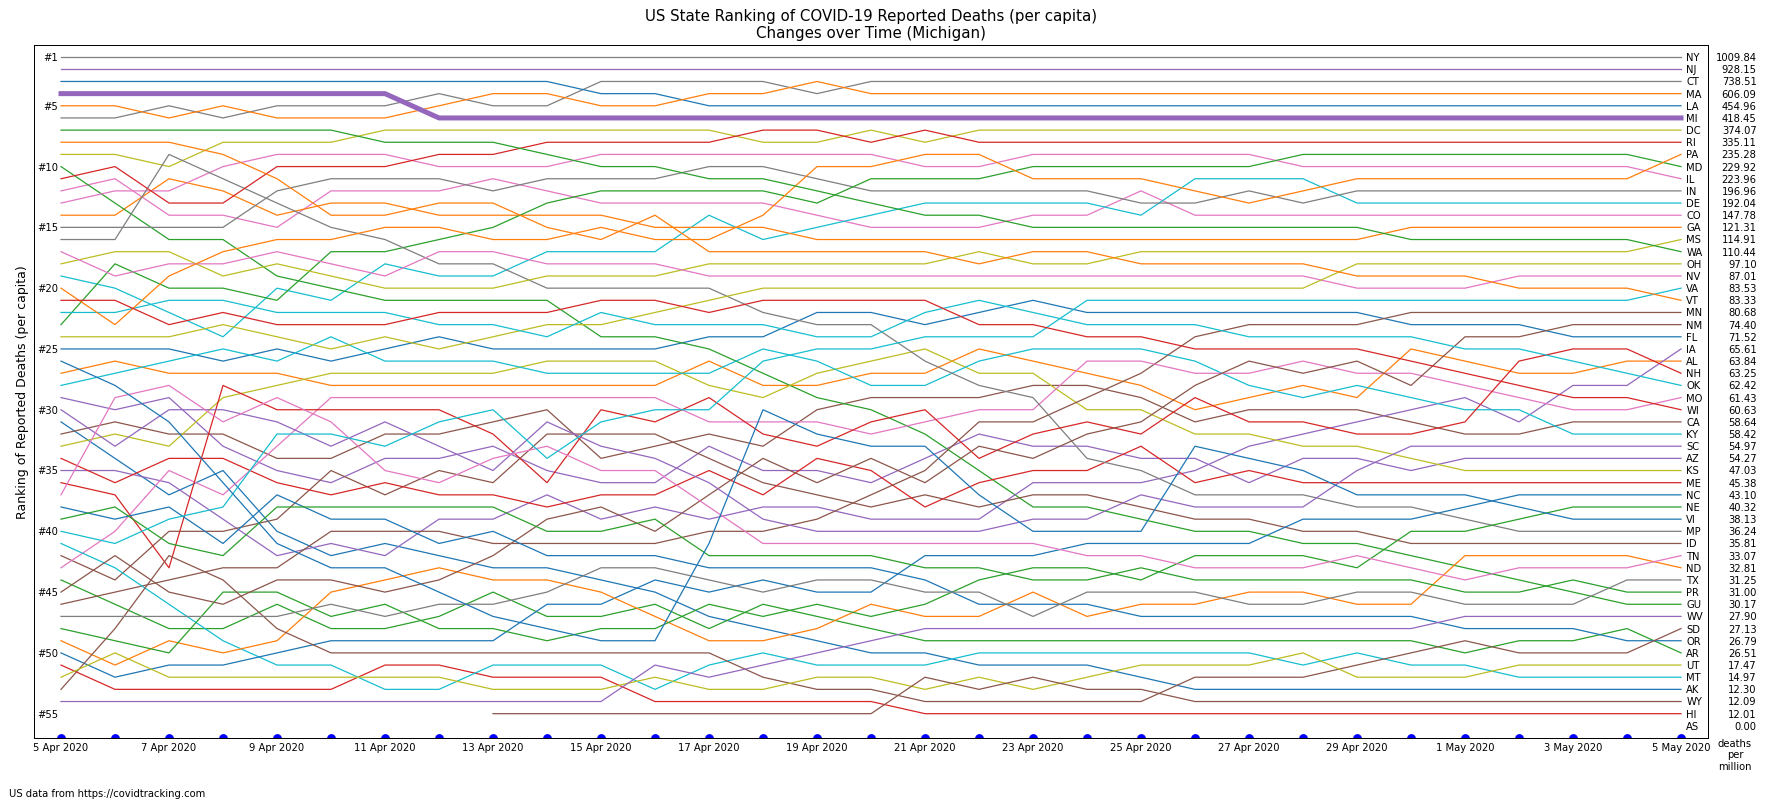 US State Ranking of COVID-19 Reported Deaths (per capita)
Changes over Time (Michigan)
Ranking of Reported Deaths (per capita)
#1
#5
#10
#15
#20
#25
#30
#35
#40
#45
#50
#55
NY 1009.84
NJ 928.15
CT 738.51
MA 606.09
LA 454.96
MI 418.45
DC 374.07
RI 335.11
PA 235.28
MD 229.92
IL 223.96
IN 196.96
DE 192.04
CO 147.78
GA 121.31
MS 114.91
WA 110.44
OH 97.10
NV 87.01
VA 83.53
VT 83.33
MN 80.68
NM 74.40
FL 71.52
IA 65.61
AL 63.84
NH 63.25
OK 62.42
MO 61.43
WI 60.63
CA 58.64
KY 58.42
SC 54.97
AZ 54.27
KS 47.03
ME 45.38
NC 43.10
NE 40.32
VI 38.13
MP 36.24
ID 35.81
TN 33.07
ND 32.81
TX 31.25
PR 31.00
GU 30.17
WV 27.90
SD 27.13
OR 26.79
AR 26.51
UT 17.47
MT 14.97
AK 12.30
WY 12.09
HI 12.01
AS 0.00
5 Apr 2020 7 Apr 2020 9 Apr 2020 11 Apr 2020 13 Apr 2020 15 Apr 2020 17 Apr 2020 19 Apr 2020 21 Apr 2020 23 Apr 2020 25 Apr 2020 27 Apr 2020 29 Apr 2020 1 May 2020 3 May 2020 5 May 2020
deaths
per
million
US data from https://covidtracking.com